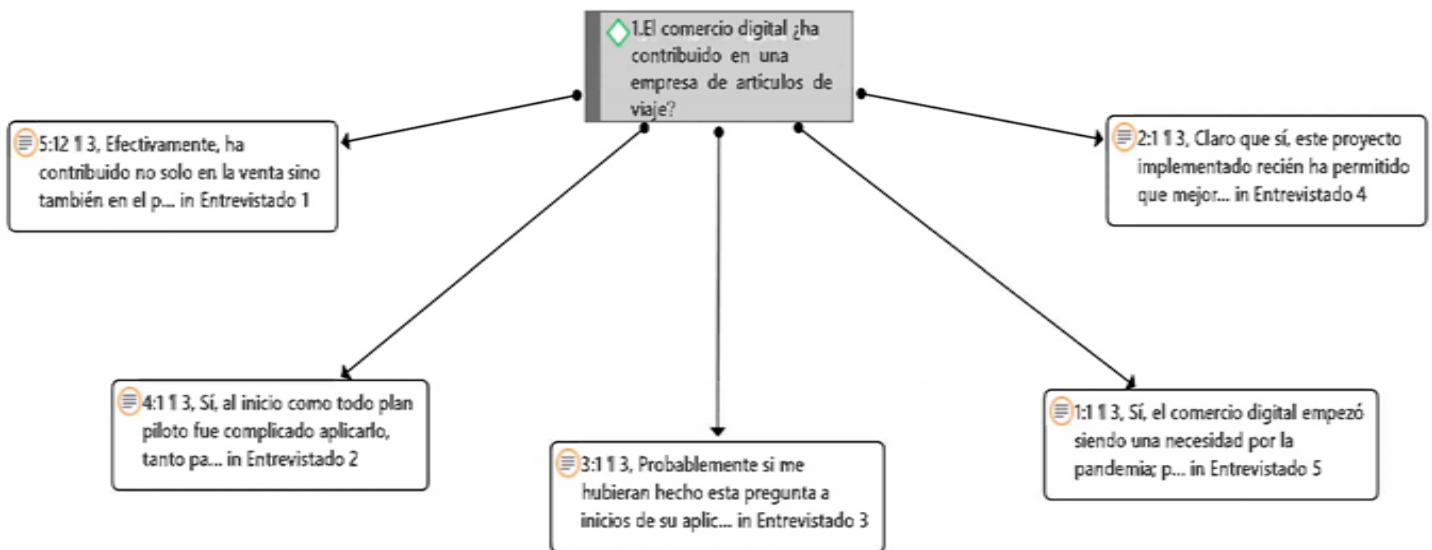 1.El comercio digital ¿ha
contribuido en una
empresa de artículos de
viaje?
5:12 ¶ 3, Efectivamente, ha
contribuido no solo en la venta sino
también en el p... in Entrevistado 1
2:1 ¶ 3, Claro que sí, este proyecto
implementado recién ha permitido
que mejor... in Entrevistado 4
4:1 ¶ 3, Sí, al inicio como todo plan
piloto fue complicado aplicarlo,
tanto pa... in Entrevistado 2
3:1 ¶ 3, Probablemente si me
hubieran hecho esta pregunta a
inicios de su aplic... in Entrevistado 3
1:1 ¶ 3, Sí, el comercio digital empezó
siendo una necesidad por la
pandemia; p... in Entrevistado 5